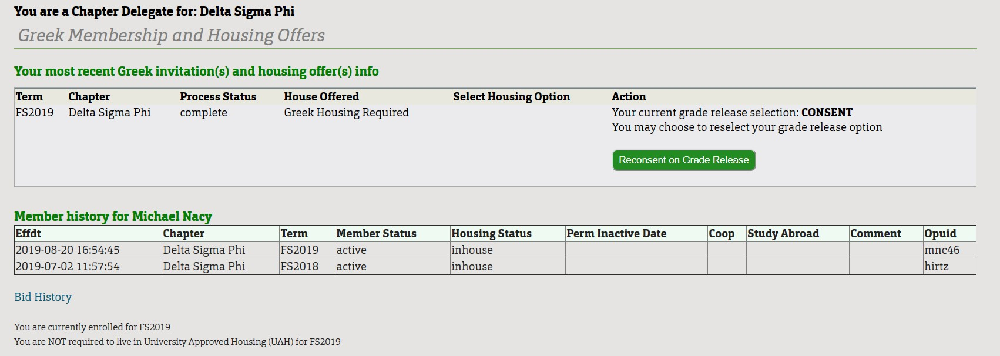 You are a Chapter Delegate for: Delta Sigma Phi
Greek Membership and Housing Offers
Your most recent Greek invitation(s) and housing offer(s) info
Term Chapter Process Status House Offered Select Housing Option Action
FS2019 Delta Sigma Phi complete Greek Housing Required Your current grade release selection: CONSENT
You may choose to reselect your grade release option
Reconsent on Grade Release
Member history for Michael Nacy
Effdt Chapter Term Member Status Housing Status Perm Inactive Date Coop Study Abroad Comment Opuid
2019-08-20 16:54:45 Delta Sigma Phi FS2019 active inhouse mnc46
2019-07-02 11:57:54 Delta Sigma Phi FS2018 active inhouse hirtz
Bid History
You are currently enrolled for FS2019
You are NOT required to live in University Approved Housing (UAH) for FS2019